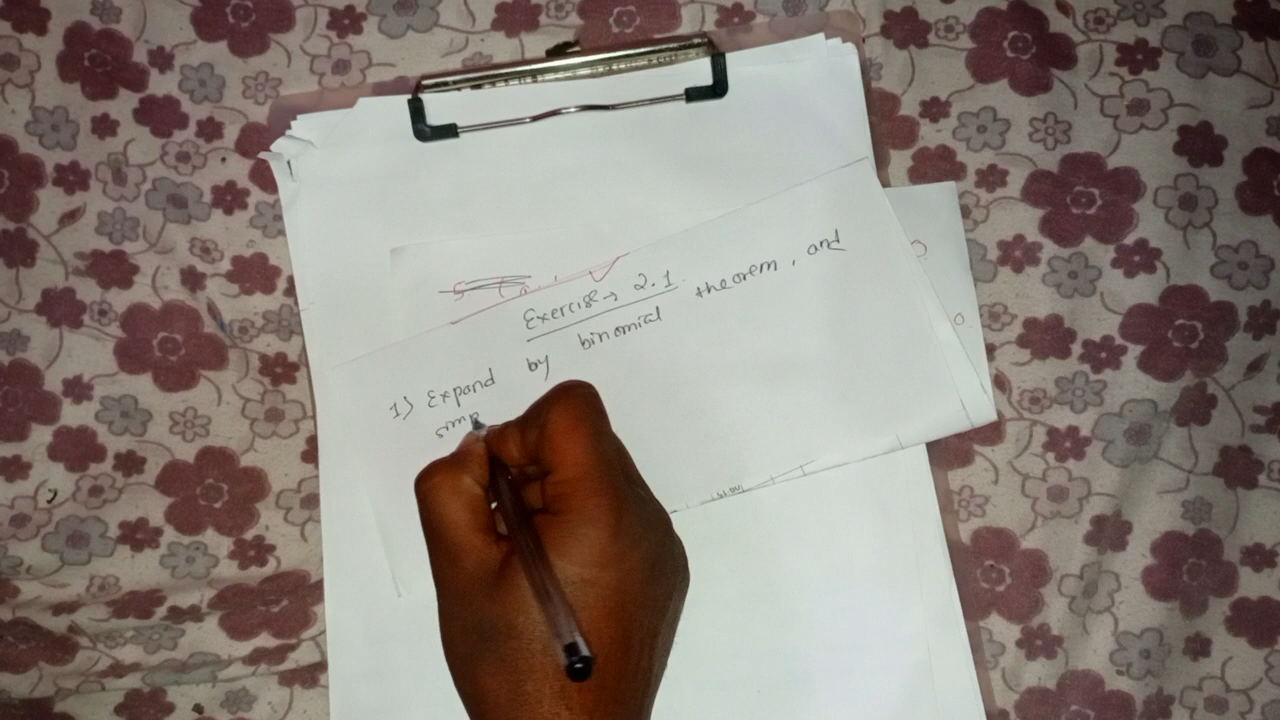 Exercise → 2.1
1) Expand by binomial theorem, and